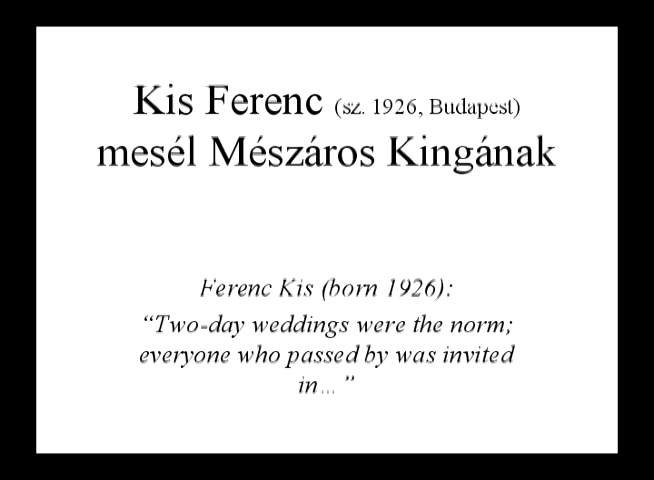 Kis Ferenc (sz. 1926, Budapest)
mesél Mészáros Kingának
Ferenc Kis (born 1926):
“Two-day weddings were the norm;
everyone who passed by was invited
in... ”